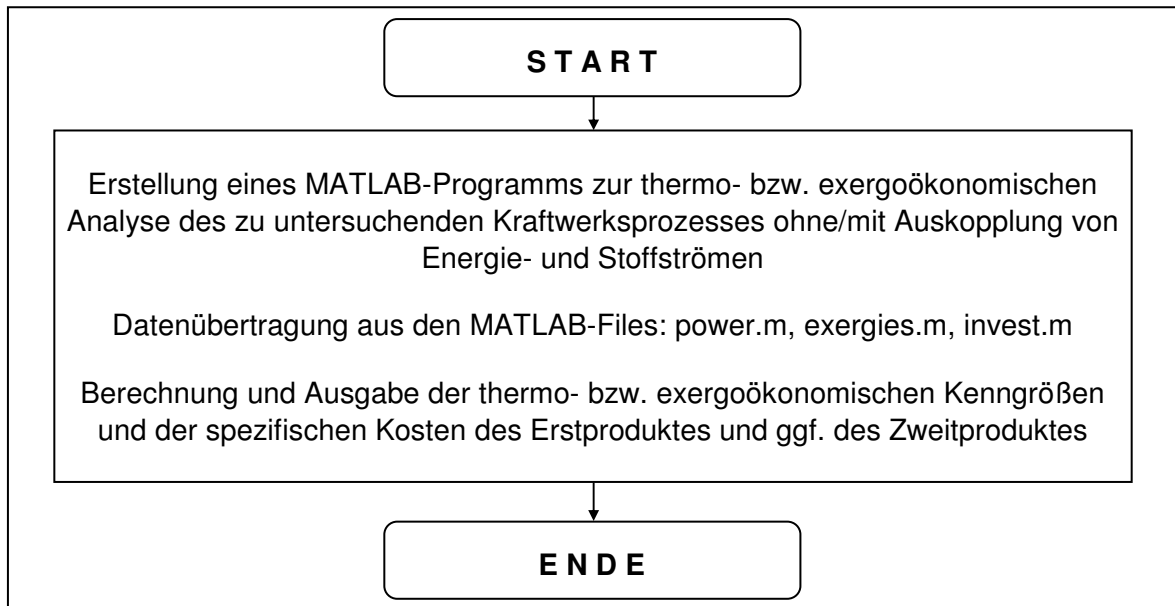 START
Erstellung eines MATLAB-Programms zur thermo- bzw. exergoökonomischen
Analyse des zu untersuchenden Kraftwerksprozesses ohne/mit Auskopplung von
Energie- und Stoffströmen
Datenübertragung aus den MATLAB-Files: power.m, exergies.m, invest.m
Berechnung und Ausgabe der thermo- bzw. exergoökonomischen Kenngrößen
und der spezifischen Kosten des Erstproduktes und ggf. des Zweitproduktes
ENDE